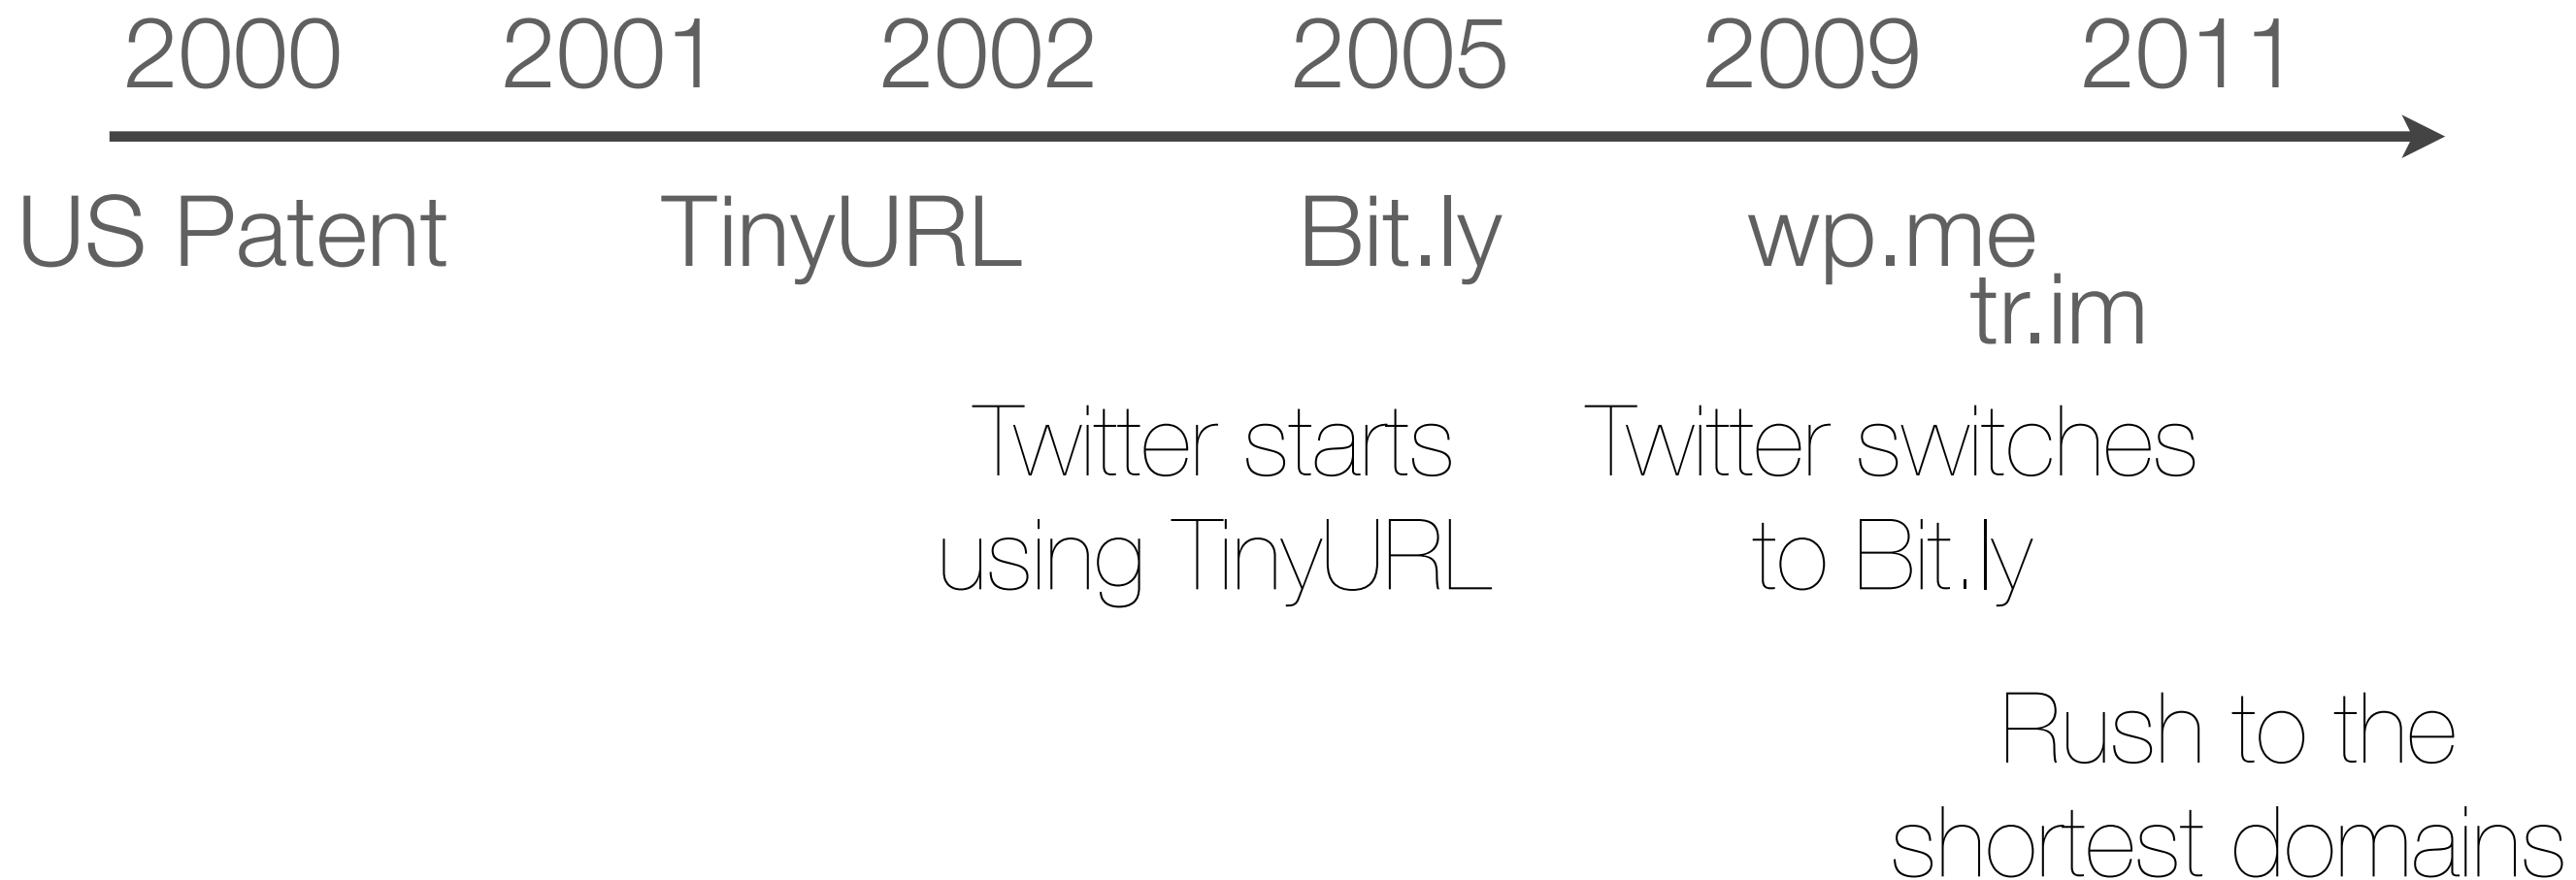 2000 2001 2002 2005 2009 2011
US Patent TinyURL Bit.ly wp.me
tr.im
Twitter starts
using TinyURL
Twitter switches
to Bit.ly
Rush to the
shortest domains